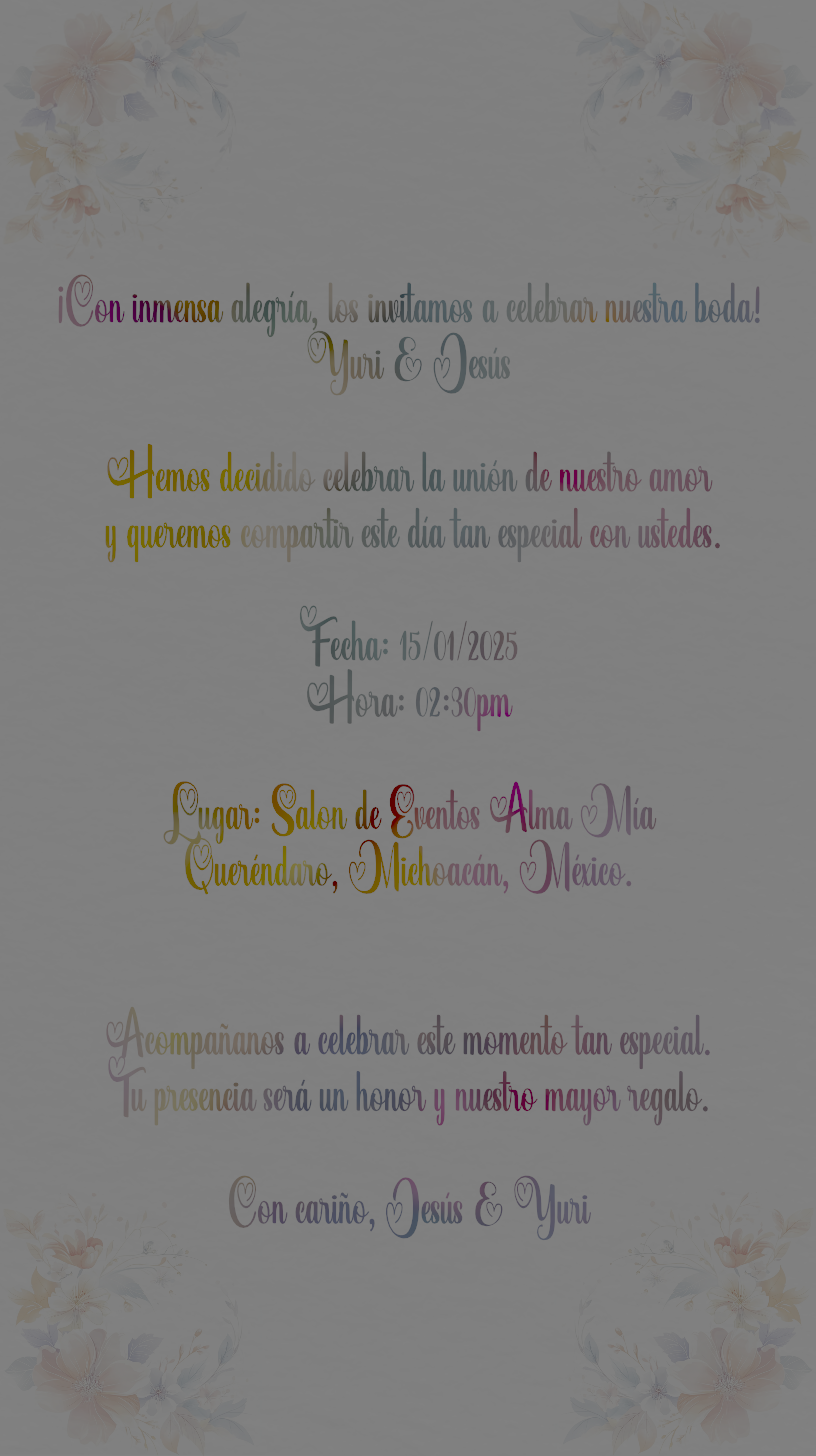 ¡Con inmensa alegría, los invitamos a celebrar nuestra boda!
Yuri & Jesús
Hemos decidido celebrar la unión de nuestro amor
y queremos compartir este día tan especial con ustedes.
Fecha: 15/01/2025
Hora: 02:30pm
Lugar: Salon de Eventos Alma Mía
Queréndaro, Michoacán, México.
Acompañanos a celebrar este momento tan especial.
Tu presencia será un honor y nuestro mayor regalo.
Con cariño, Jesús & Yuri